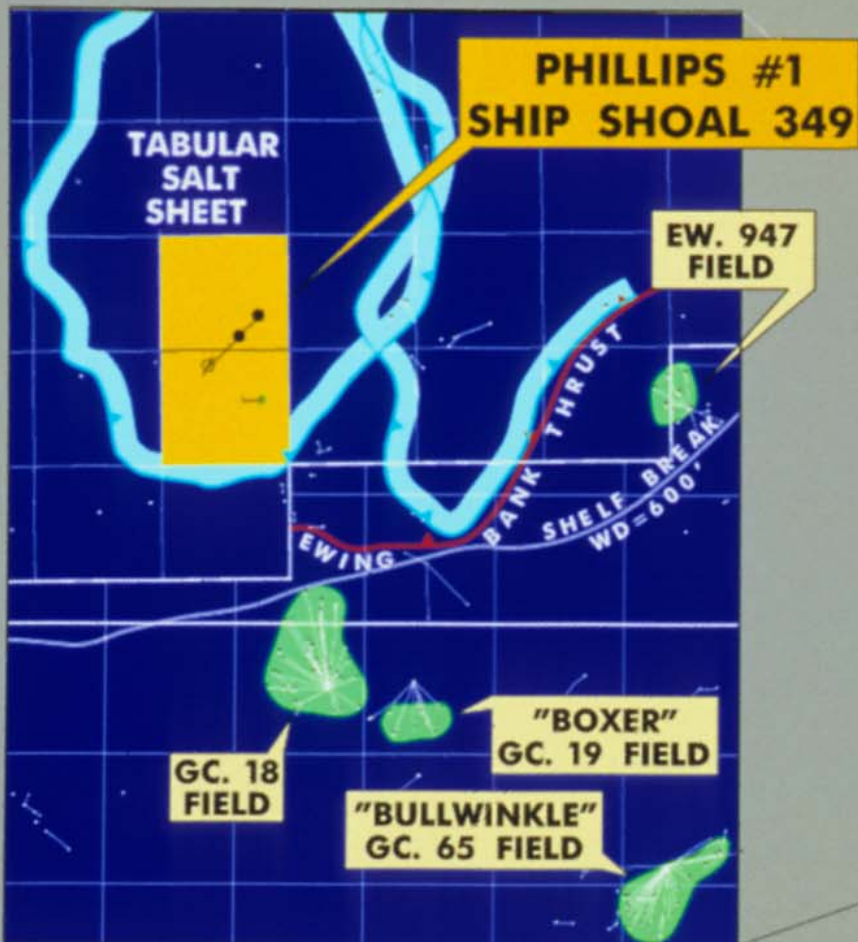 PHILLIPS #1
SHIP SHOAL 349
TABULAR
SALT
SHEET
EW. 947
FIELD
EWING BANK THRUST
SHELF BREAK
WD=600'
"BOXER"
GC. 19 FIELD
GC. 18
FIELD
"BULLWINKLE"
GC. 65 FIELD